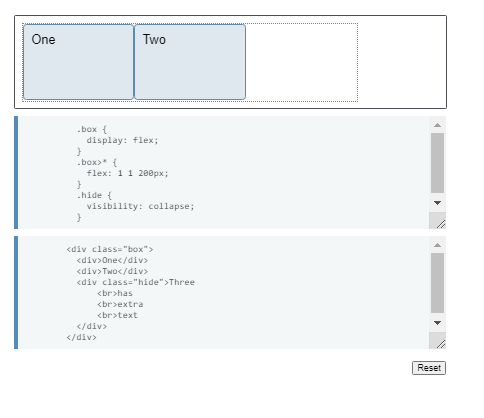 One
Two
.box {
display: flex;
}
.box>* {
flex: 1 1 200px;
}
.hide {
visibility: collapse;
}
<div class="box">
<div>One</div>
<div>Two</div>
<div class="hide">Three
<br>has
<br>extra
<br>text
</div>
</div>
Reset